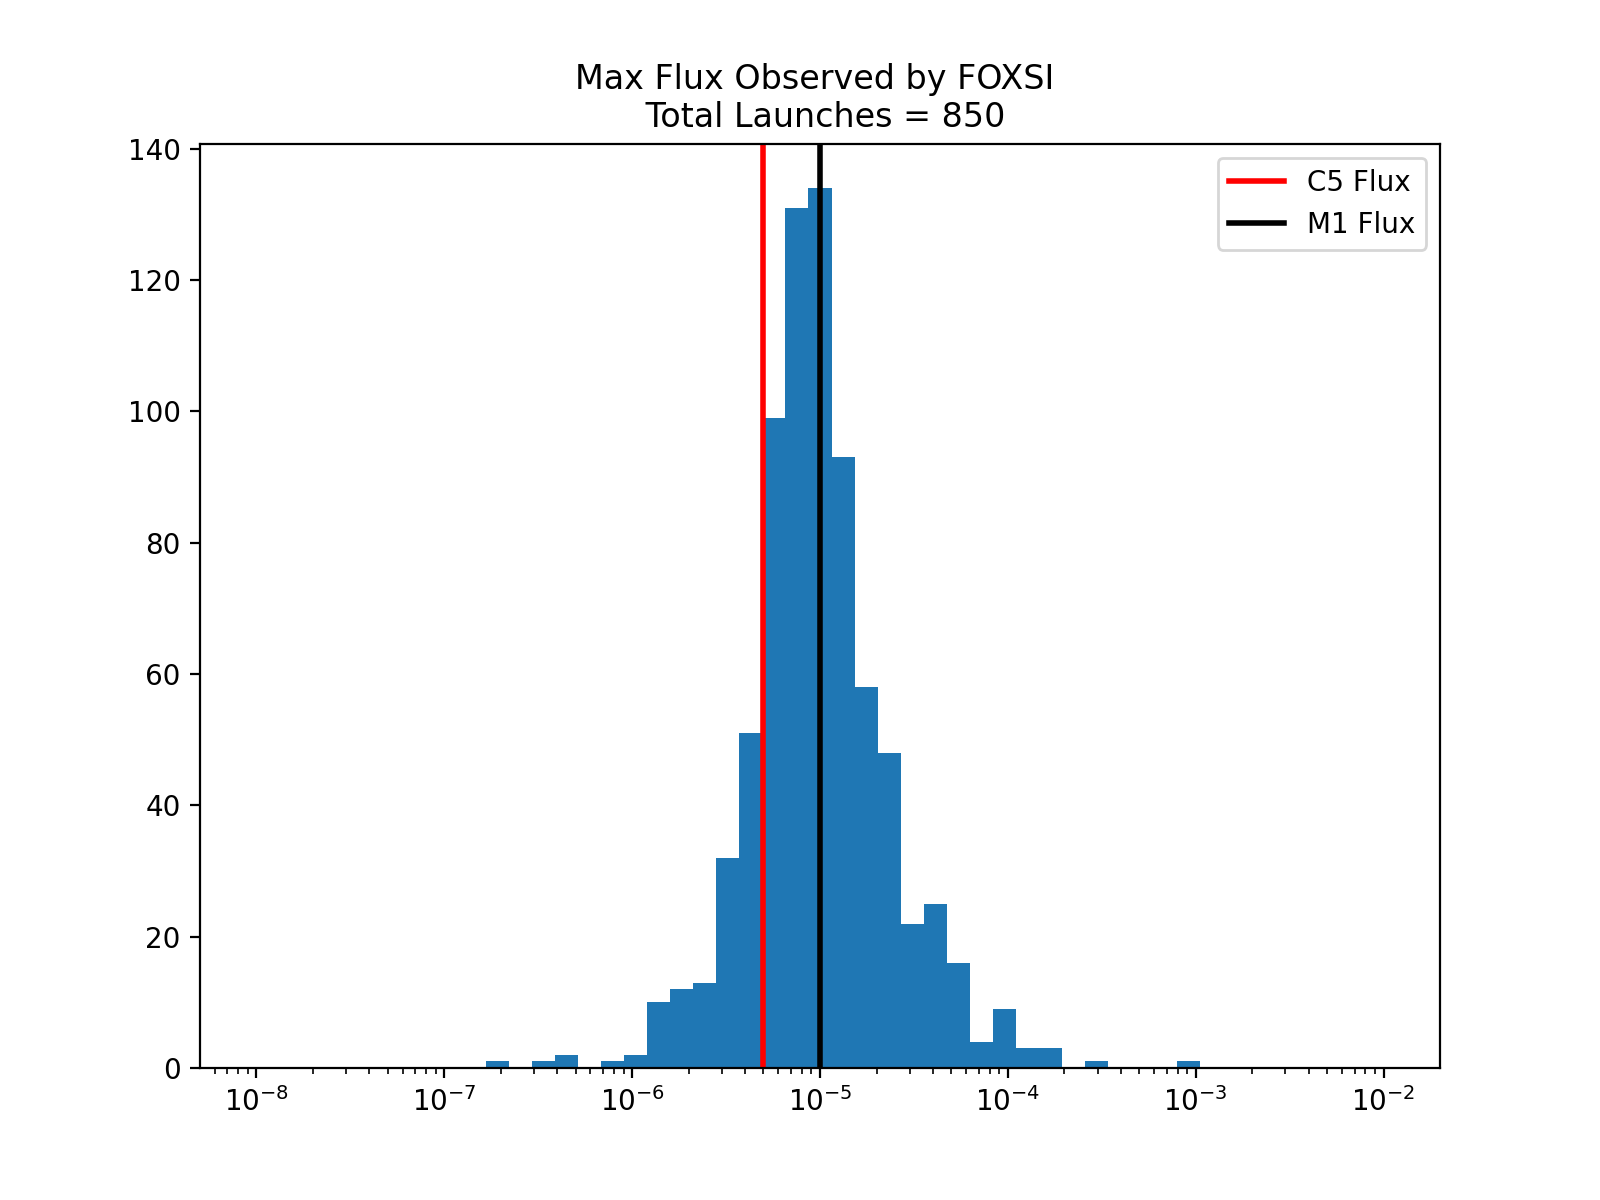 Max Flux Observed by FOXSI
Total Launches = 850
C5 Flux
M1 Flux
140
120
100
80
60
40
20
0
10⁻⁸ 10⁻⁷ 10⁻⁶ 10⁻⁵ 10⁻⁴ 10⁻³ 10⁻²